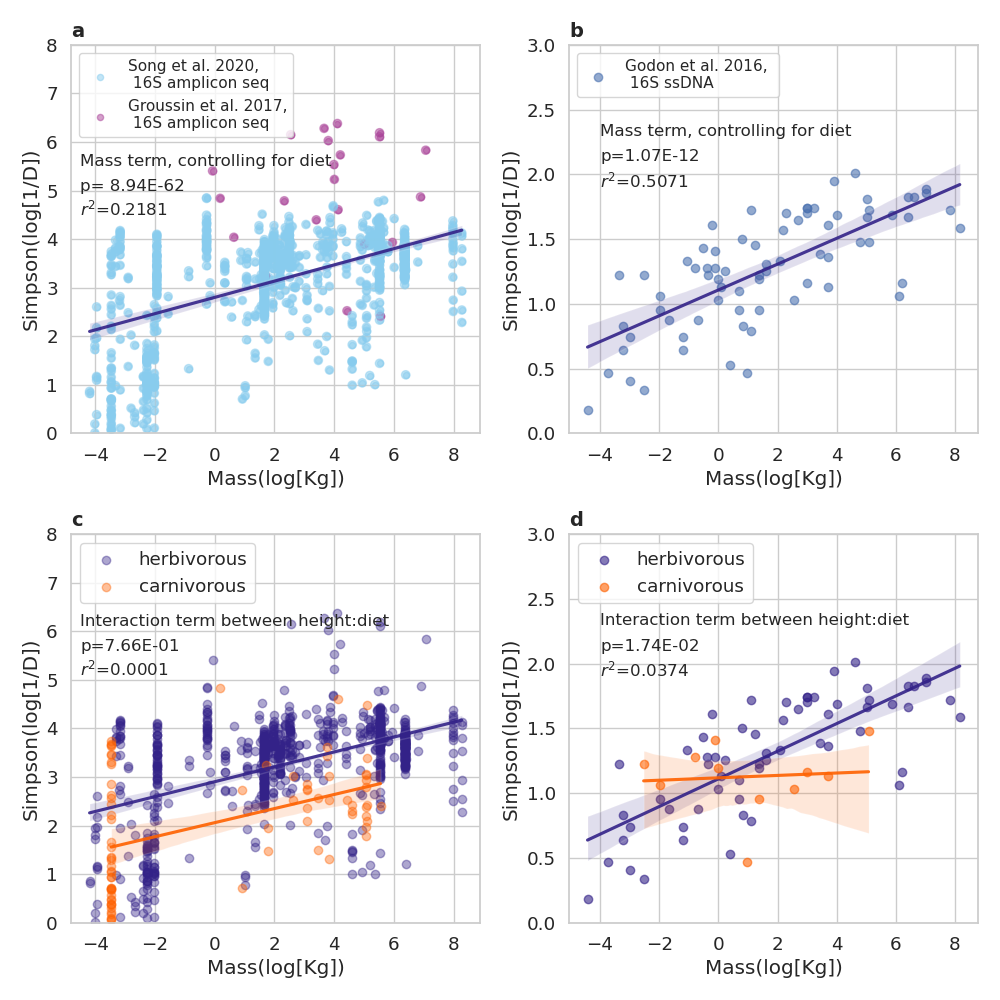 a
8
7
6
5
4
3
2
1
0
Simpson(log[1/D])
Song et al. 2020,
16S amplicon seq
Groussin et al. 2017,
16S amplicon seq
Mass term, controlling for diet
p= 8.94E-62
r²=0.2181
−4 −2 0 2 4 6 8
Mass(log[Kg])
b
3.0
2.5
2.0
1.5
1.0
0.5
0.0
Simpson(log[1/D])
Godon et al. 2016,
16S ssDNA
Mass term, controlling for diet
p=1.07E-12
r²=0.5071
−4 −2 0 2 4 6 8
Mass(log[Kg])
c
8
7
6
5
4
3
2
1
0
Simpson(log[1/D])
herbivorous
carnivorous
Interaction term between height:diet
p=7.66E-01
r²=0.0001
−4 −2 0 2 4 6 8
Mass(log[Kg])
d
3.0
2.5
2.0
1.5
1.0
0.5
0.0
Simpson(log[1/D])
herbivorous
carnivorous
Interaction term between height:diet
p=1.74E-02
r²=0.0374
−4 −2 0 2 4 6 8
Mass(log[Kg])